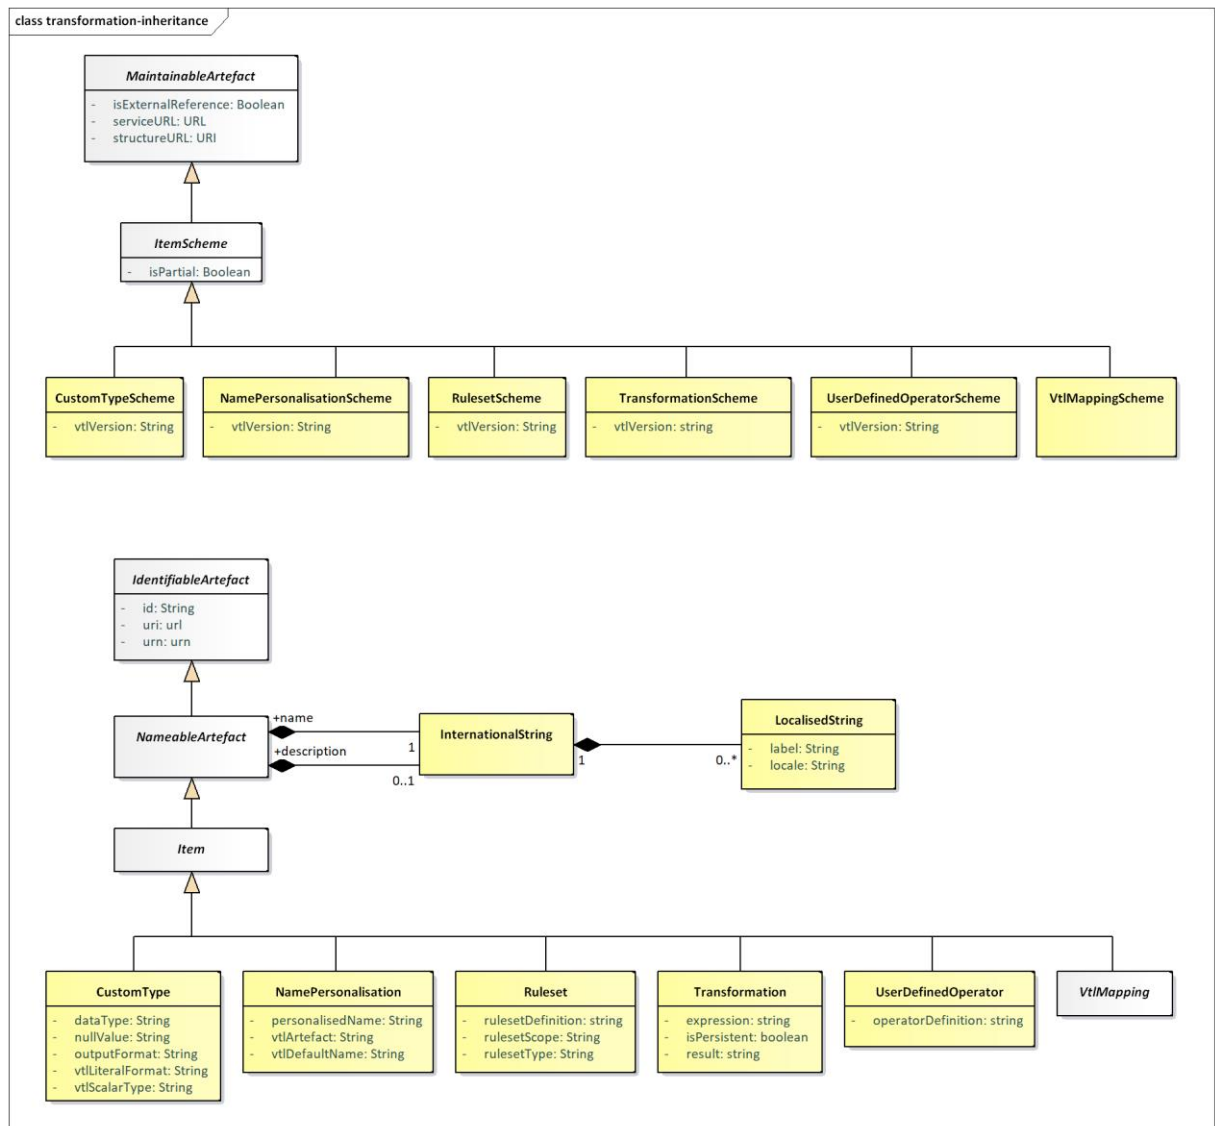 class transformation-inheritance
MaintainableArtefact
- isExternalReference: Boolean
- serviceURL: URL
- structureURL: URI
ItemScheme
- isPartial: Boolean
CustomTypeScheme
- vtlVersion: String
NamePersonalisationScheme
- vtlVersion: String
RulesetScheme
- vtlVersion: String
TransformationScheme
- vtlVersion: string
UserDefinedOperatorScheme
- vtlVersion: String
VtlMappingScheme
IdentifiableArtefact
- id: String
- uri: url
- urn: urn
NameableArtefact
+name
1
+description
0..1
InternationalString
1
0..*
LocalisedString
- label: String
- locale: String
Item
CustomType
- dataType: String
- nullValue: String
- outputFormat: String
- vtlLiteralFormat: String
- vtlScalarType: String
NamePersonalisation
- personalisedName: String
- vtlArtefact: String
- vtlDefaultName: String
Ruleset
- rulesetDefinition: string
- rulesetScope: String
- rulesetType: String
Transformation
- expression: string
- isPersistent: boolean
- result: string
UserDefinedOperator
- operatorDefinition: string
VtlMapping